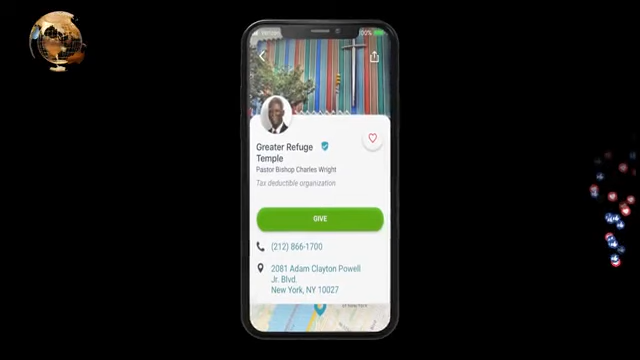 100%
Greater Refuge
Temple
Pastor Bishop Charles Wright
Tax deductible organization
GIVE
(212) 866-1700
2081 Adam Clayton Powell
Jr. Blvd.
New York, NY 10027